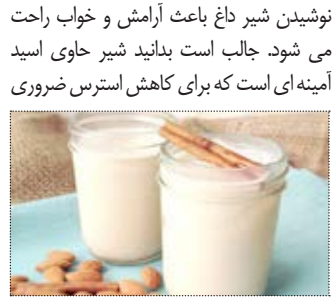 نوشیدن شیر داغ باعث آرامش و خواب راحت
می شود. جالب است بدانید شیر حاوی اسید
آمینه ای است که برای کاهش استرس ضروری